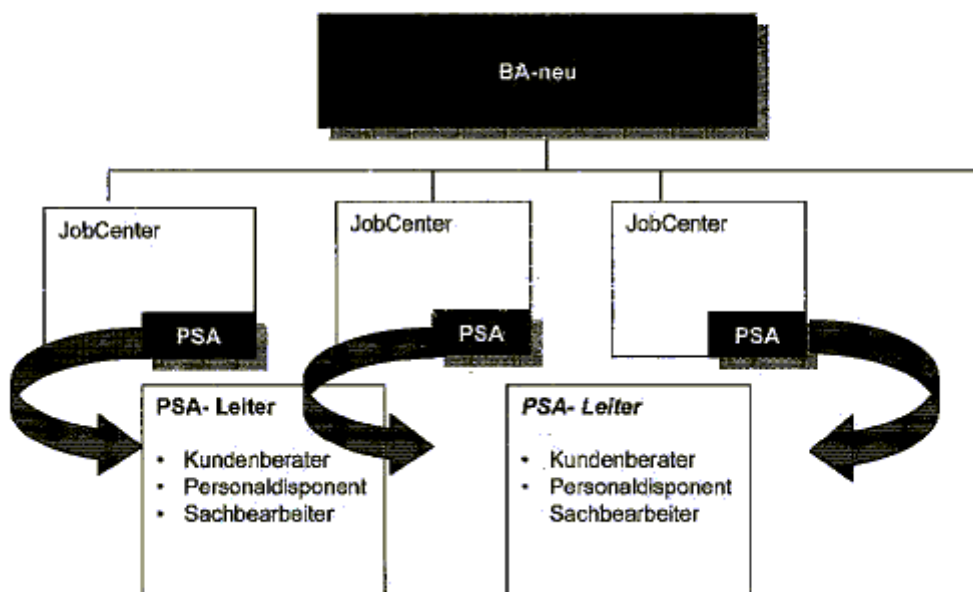 BA-neu
JobCenter
JobCenter
JobCenter
PSA
PSA
PSA
PSA- Leiter
• Kundenberater
• Personaldisponent
• Sachbearbeiter
PSA- Leiter
• Kundenberater
• Personaldisponent
Sachbearbeiter